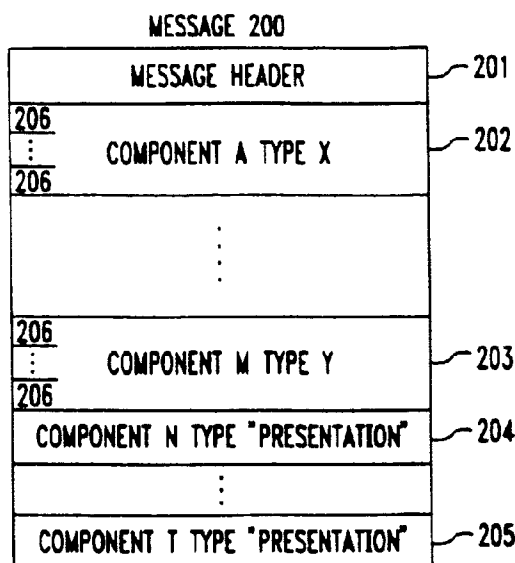 MESSAGE 200
MESSAGE HEADER 201
206
COMPONENT A TYPE X 202
206
206
COMPONENT M TYPE Y 203
206
COMPONENT N TYPE "PRESENTATION" 204
COMPONENT T TYPE "PRESENTATION" 205